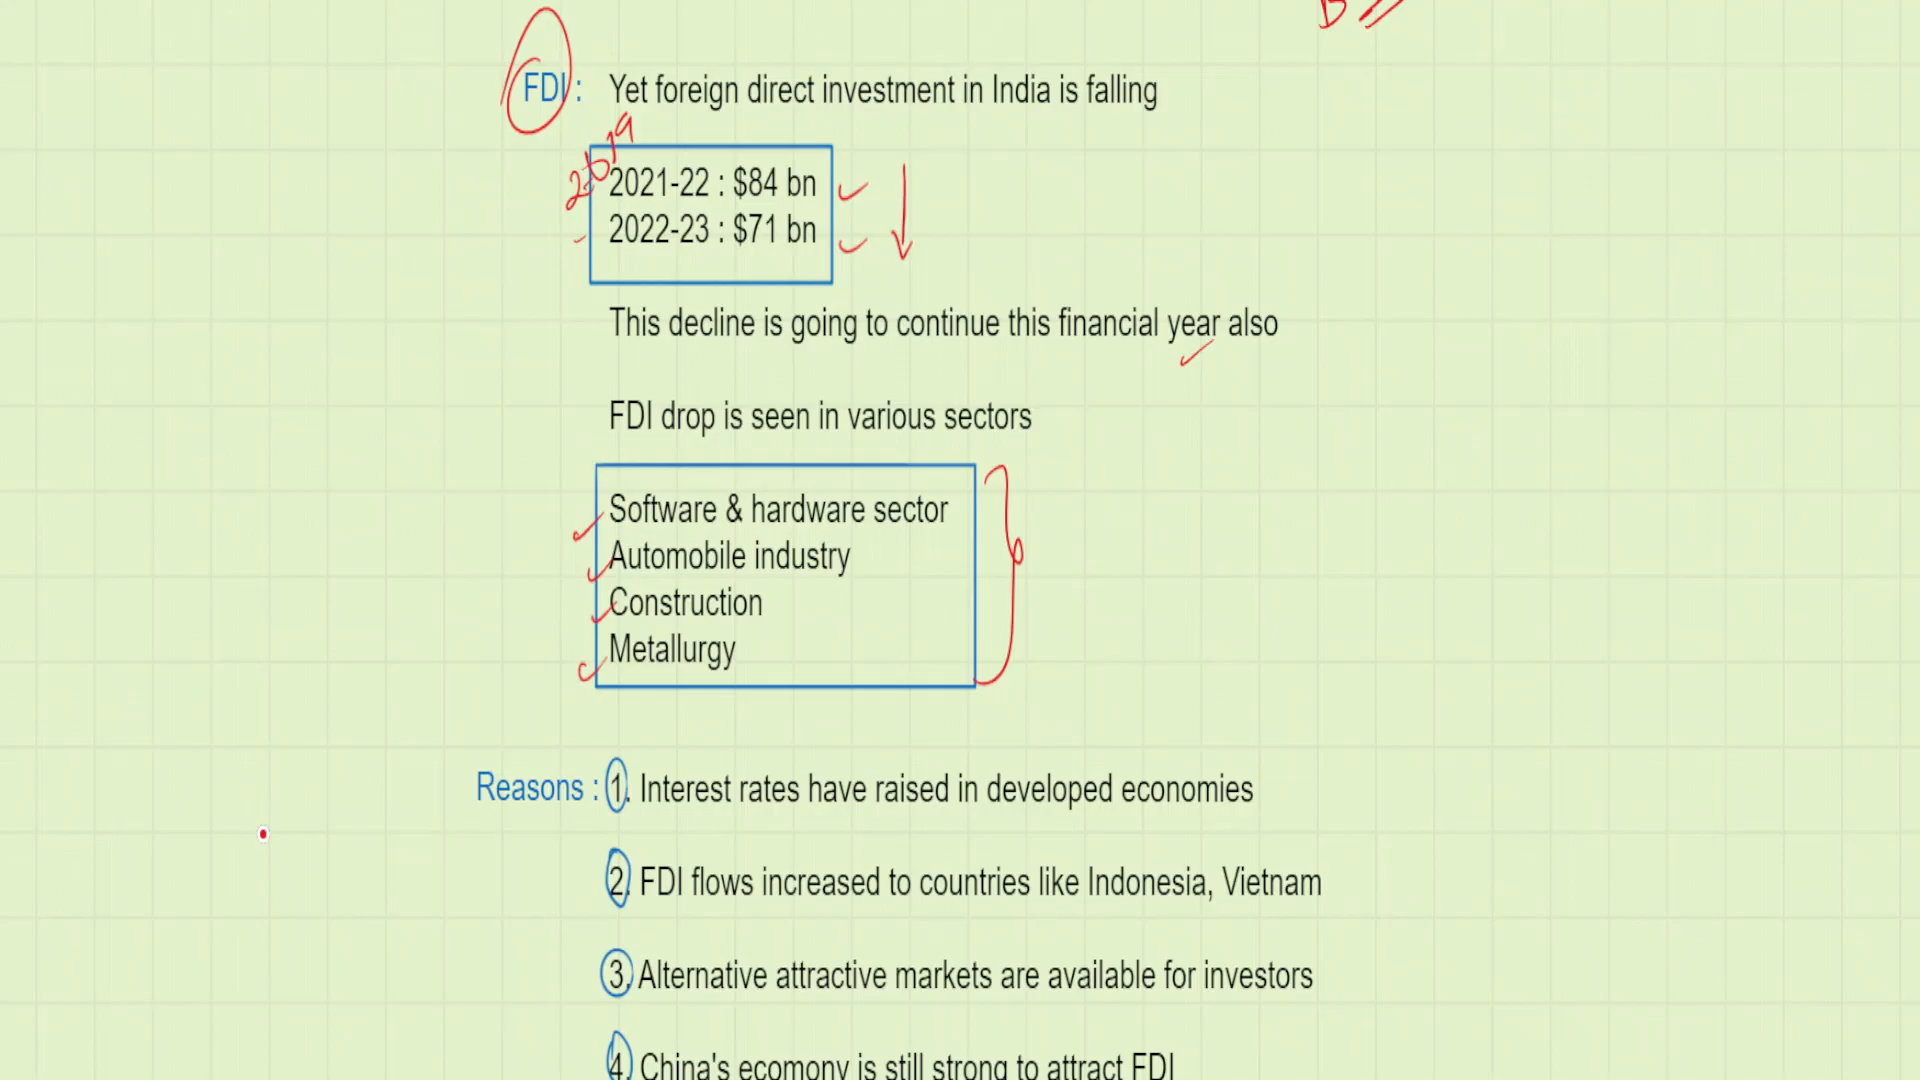 FDI : Yet foreign direct investment in India is falling
2019
2021-22 : $84 bn
2022-23 : $71 bn
This decline is going to continue this financial year also
FDI drop is seen in various sectors
Software & hardware sector
Automobile industry
Construction
Metallurgy
Reasons : 1. Interest rates have raised in developed economies
2. FDI flows increased to countries like Indonesia, Vietnam
3. Alternative attractive markets are available for investors
4. China's ecomony is still strong to attract FDI